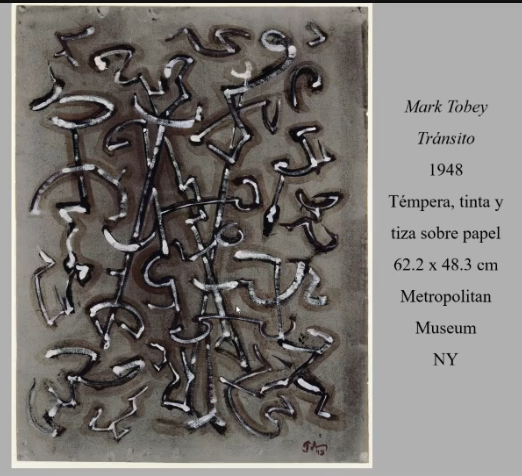 Mark Tobey
Tránsito
1948
Témpera, tinta y
tiza sobre papel
62.2 x 48.3 cm
Metropolitan
Museum
NY